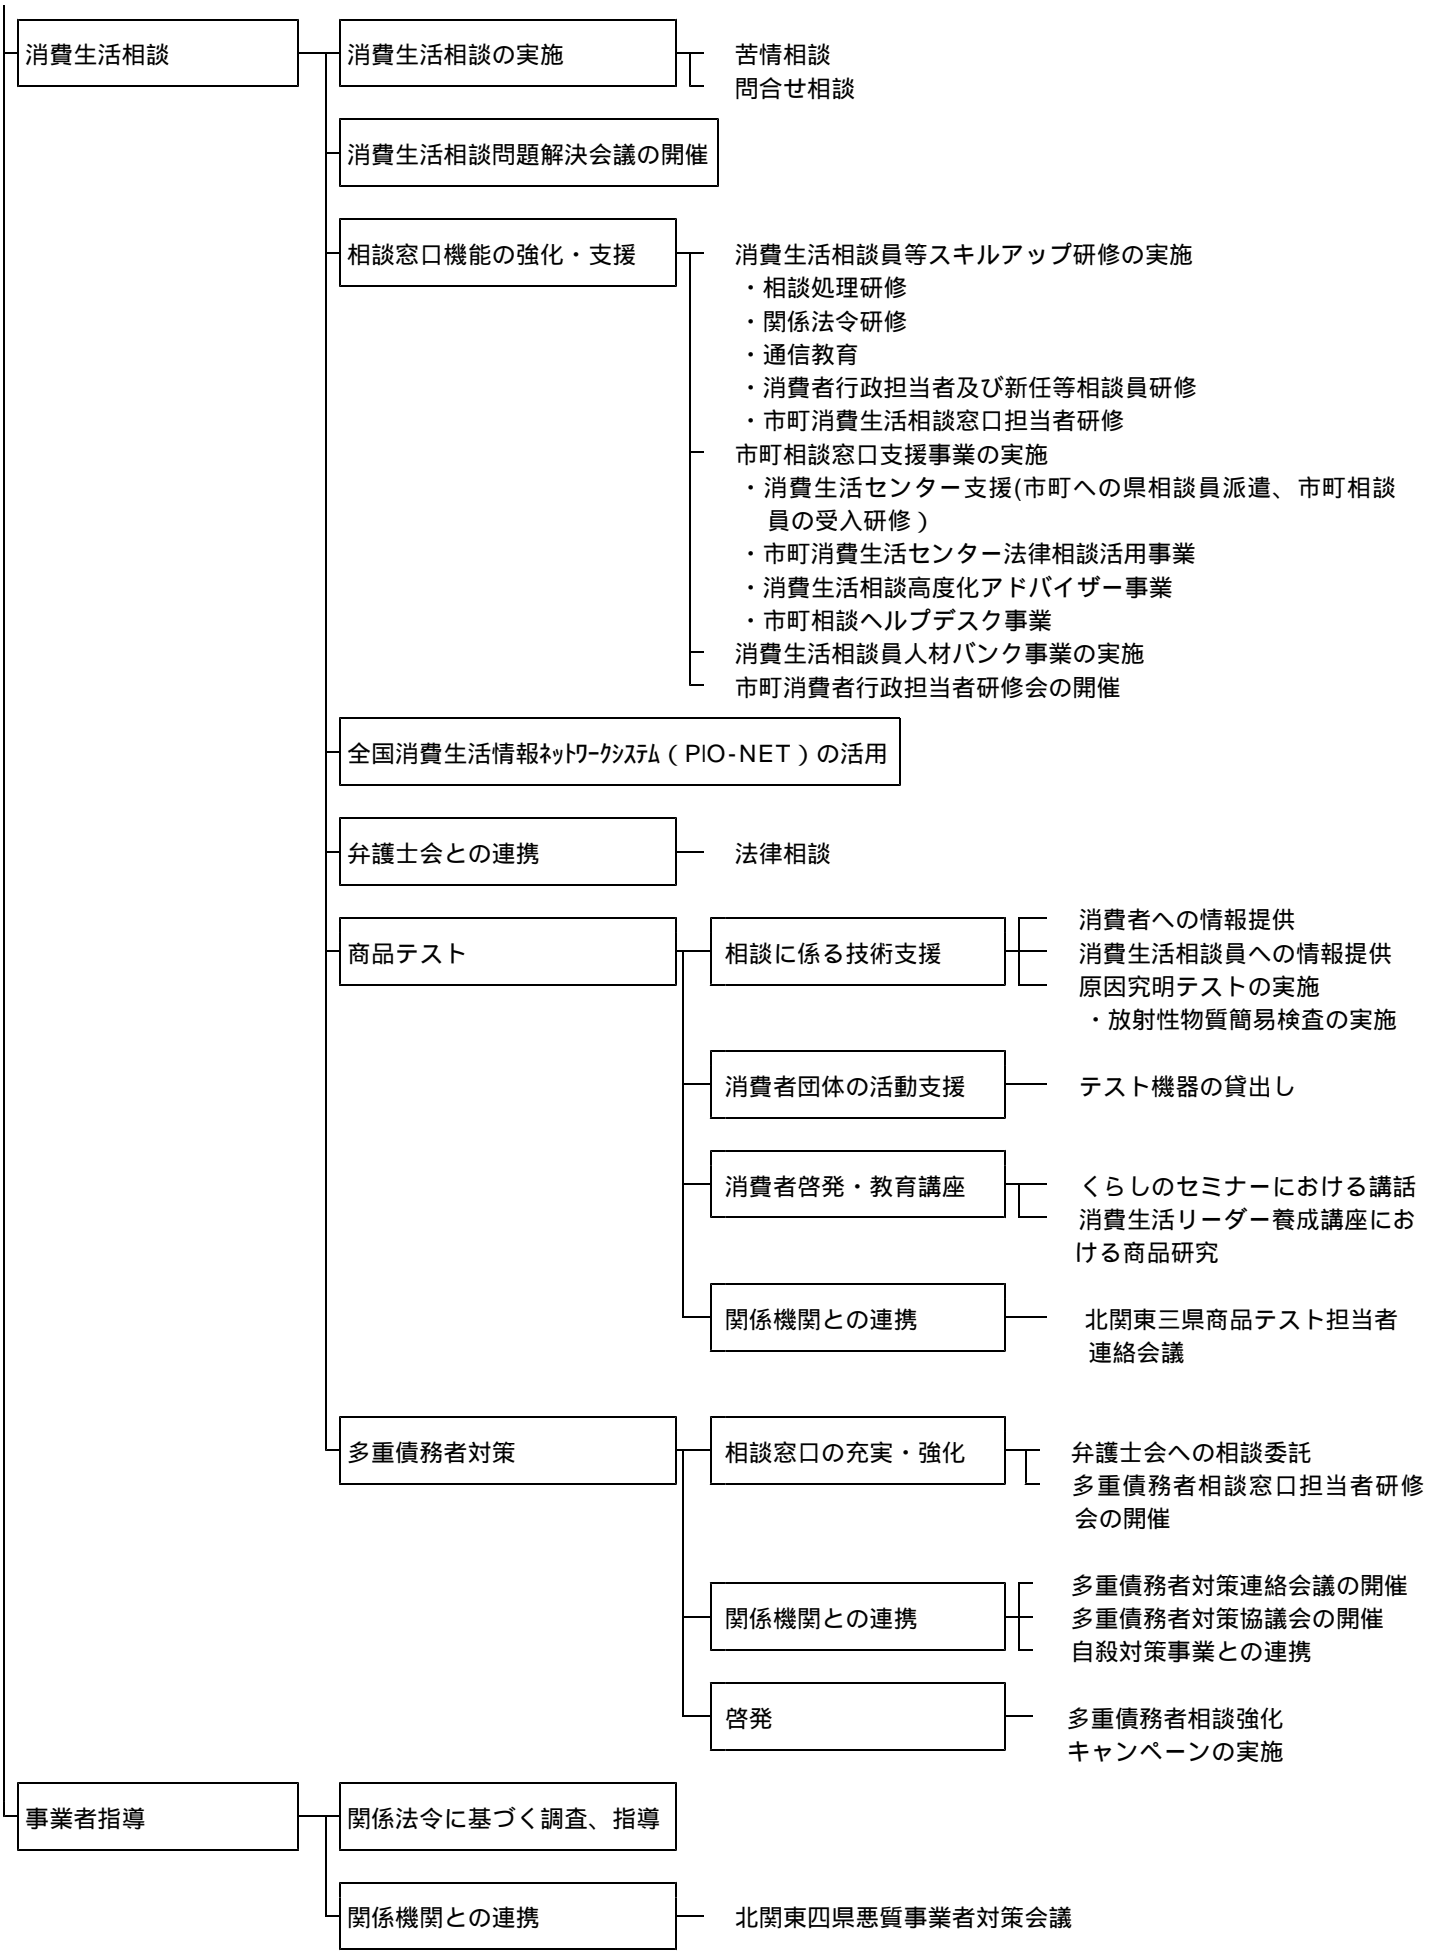 消費生活相談
消費生活相談の実施
苦情相談
問合せ相談
消費生活相談問題解決会議の開催
相談窓口機能の強化・支援
消費生活相談員等スキルアップ研修の実施
・相談処理研修
・関係法令研修
・通信教育
・消費者行政担当者及び新任等相談員研修
・市町消費生活相談窓口担当者研修
市町相談窓口支援事業の実施
・消費生活センター支援(市町への県相談員派遣、市町相談
員の受入研修）
・市町消費生活センター法律相談活用事業
・消費生活相談高度化アドバイザー事業
・市町相談ヘルプデスク事業
消費生活相談員人材バンク事業の実施
市町消費者行政担当者研修会の開催
全国消費生活情報ﾈｯﾄﾜｰｸｼｽﾃﾑ（PIO-NET）の活用
弁護士会との連携
法律相談
商品テスト
相談に係る技術支援
消費者への情報提供
消費生活相談員への情報提供
原因究明テストの実施
・放射性物質簡易検査の実施
消費者団体の活動支援
テスト機器の貸出し
消費者啓発・教育講座
くらしのセミナーにおける講話
消費生活リーダー養成講座にお
ける商品研究
関係機関との連携
北関東三県商品テスト担当者
連絡会議
多重債務者対策
相談窓口の充実・強化
弁護士会への相談委託
多重債務者相談窓口担当者研修
会の開催
関係機関との連携
多重債務者対策連絡会議の開催
多重債務者対策協議会の開催
自殺対策事業との連携
啓発
多重債務者相談強化
キャンペーンの実施
事業者指導
関係法令に基づく調査、指導
関係機関との連携
北関東四県悪質事業者対策会議